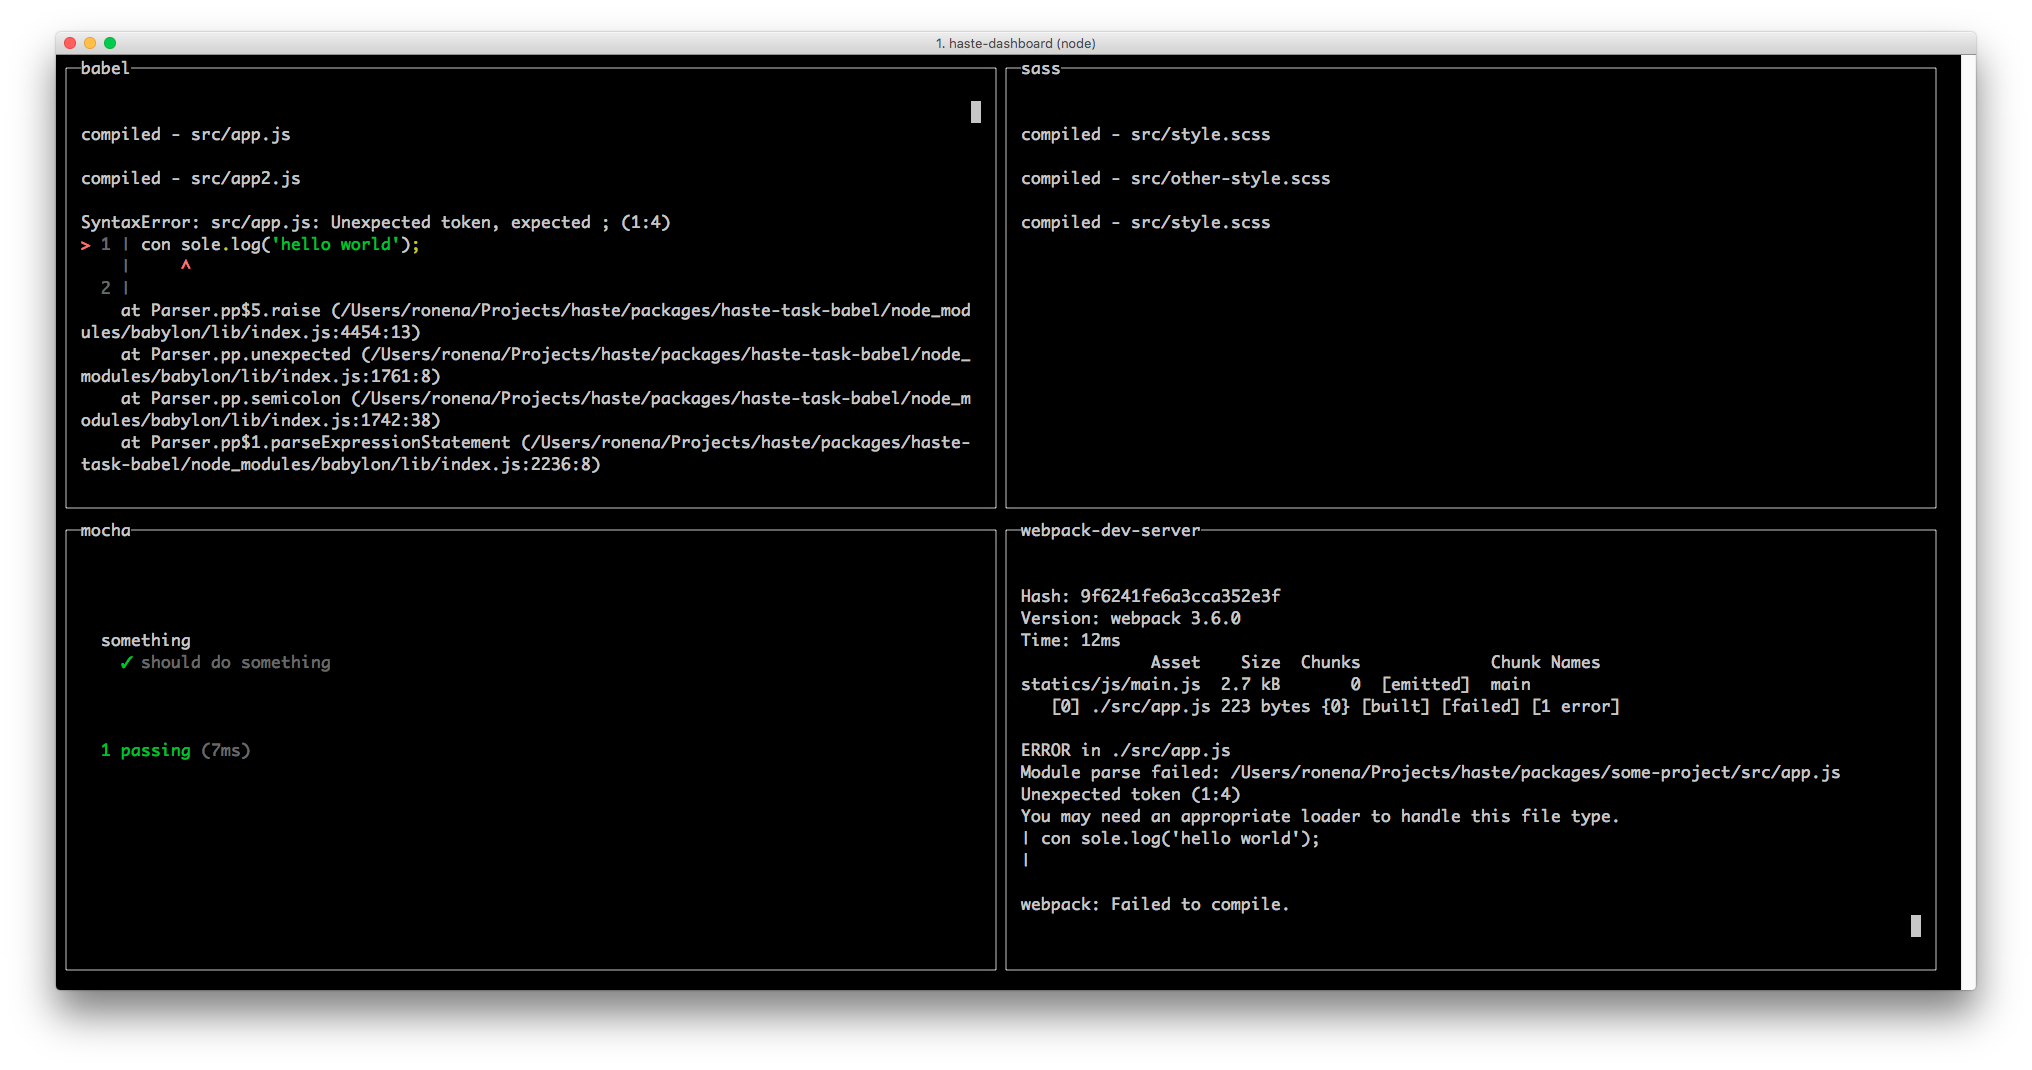 1. haste-dashboard (node)
babel
compiled - src/app.js
compiled - src/app2.js
SyntaxError: src/app.js: Unexpected token, expected ; (1:4)
> 1 | con sole.log('hello world');
|     ^
2 |
at Parser.pp$5.raise (/Users/ronena/Projects/haste/packages/haste-task-babel/node_mod
ules/babylon/lib/index.js:4454:13)
at Parser.pp.unexpected (/Users/ronena/Projects/haste/packages/haste-task-babel/node_
modules/babylon/lib/index.js:1761:8)
at Parser.pp.semicolon (/Users/ronena/Projects/haste/packages/haste-task-babel/node_m
odules/babylon/lib/index.js:1742:38)
at Parser.pp$1.parseExpressionStatement (/Users/ronena/Projects/haste/packages/haste-
task-babel/node_modules/babylon/lib/index.js:2236:8)
sass
compiled - src/style.scss
compiled - src/other-style.scss
compiled - src/style.scss
mocha
something
✓ should do something
1 passing (7ms)
webpack-dev-server
Hash: 9f6241fe6a3cca352e3f
Version: webpack 3.6.0
Time: 12ms
Asset    Size  Chunks             Chunk Names
statics/js/main.js  2.7 kB       0  [emitted]  main
[0] ./src/app.js 223 bytes {0} [built] [failed] [1 error]
ERROR in ./src/app.js
Module parse failed: /Users/ronena/Projects/haste/packages/some-project/src/app.js
Unexpected token (1:4)
You may need an appropriate loader to handle this file type.
| con sole.log('hello world');
|
webpack: Failed to compile.